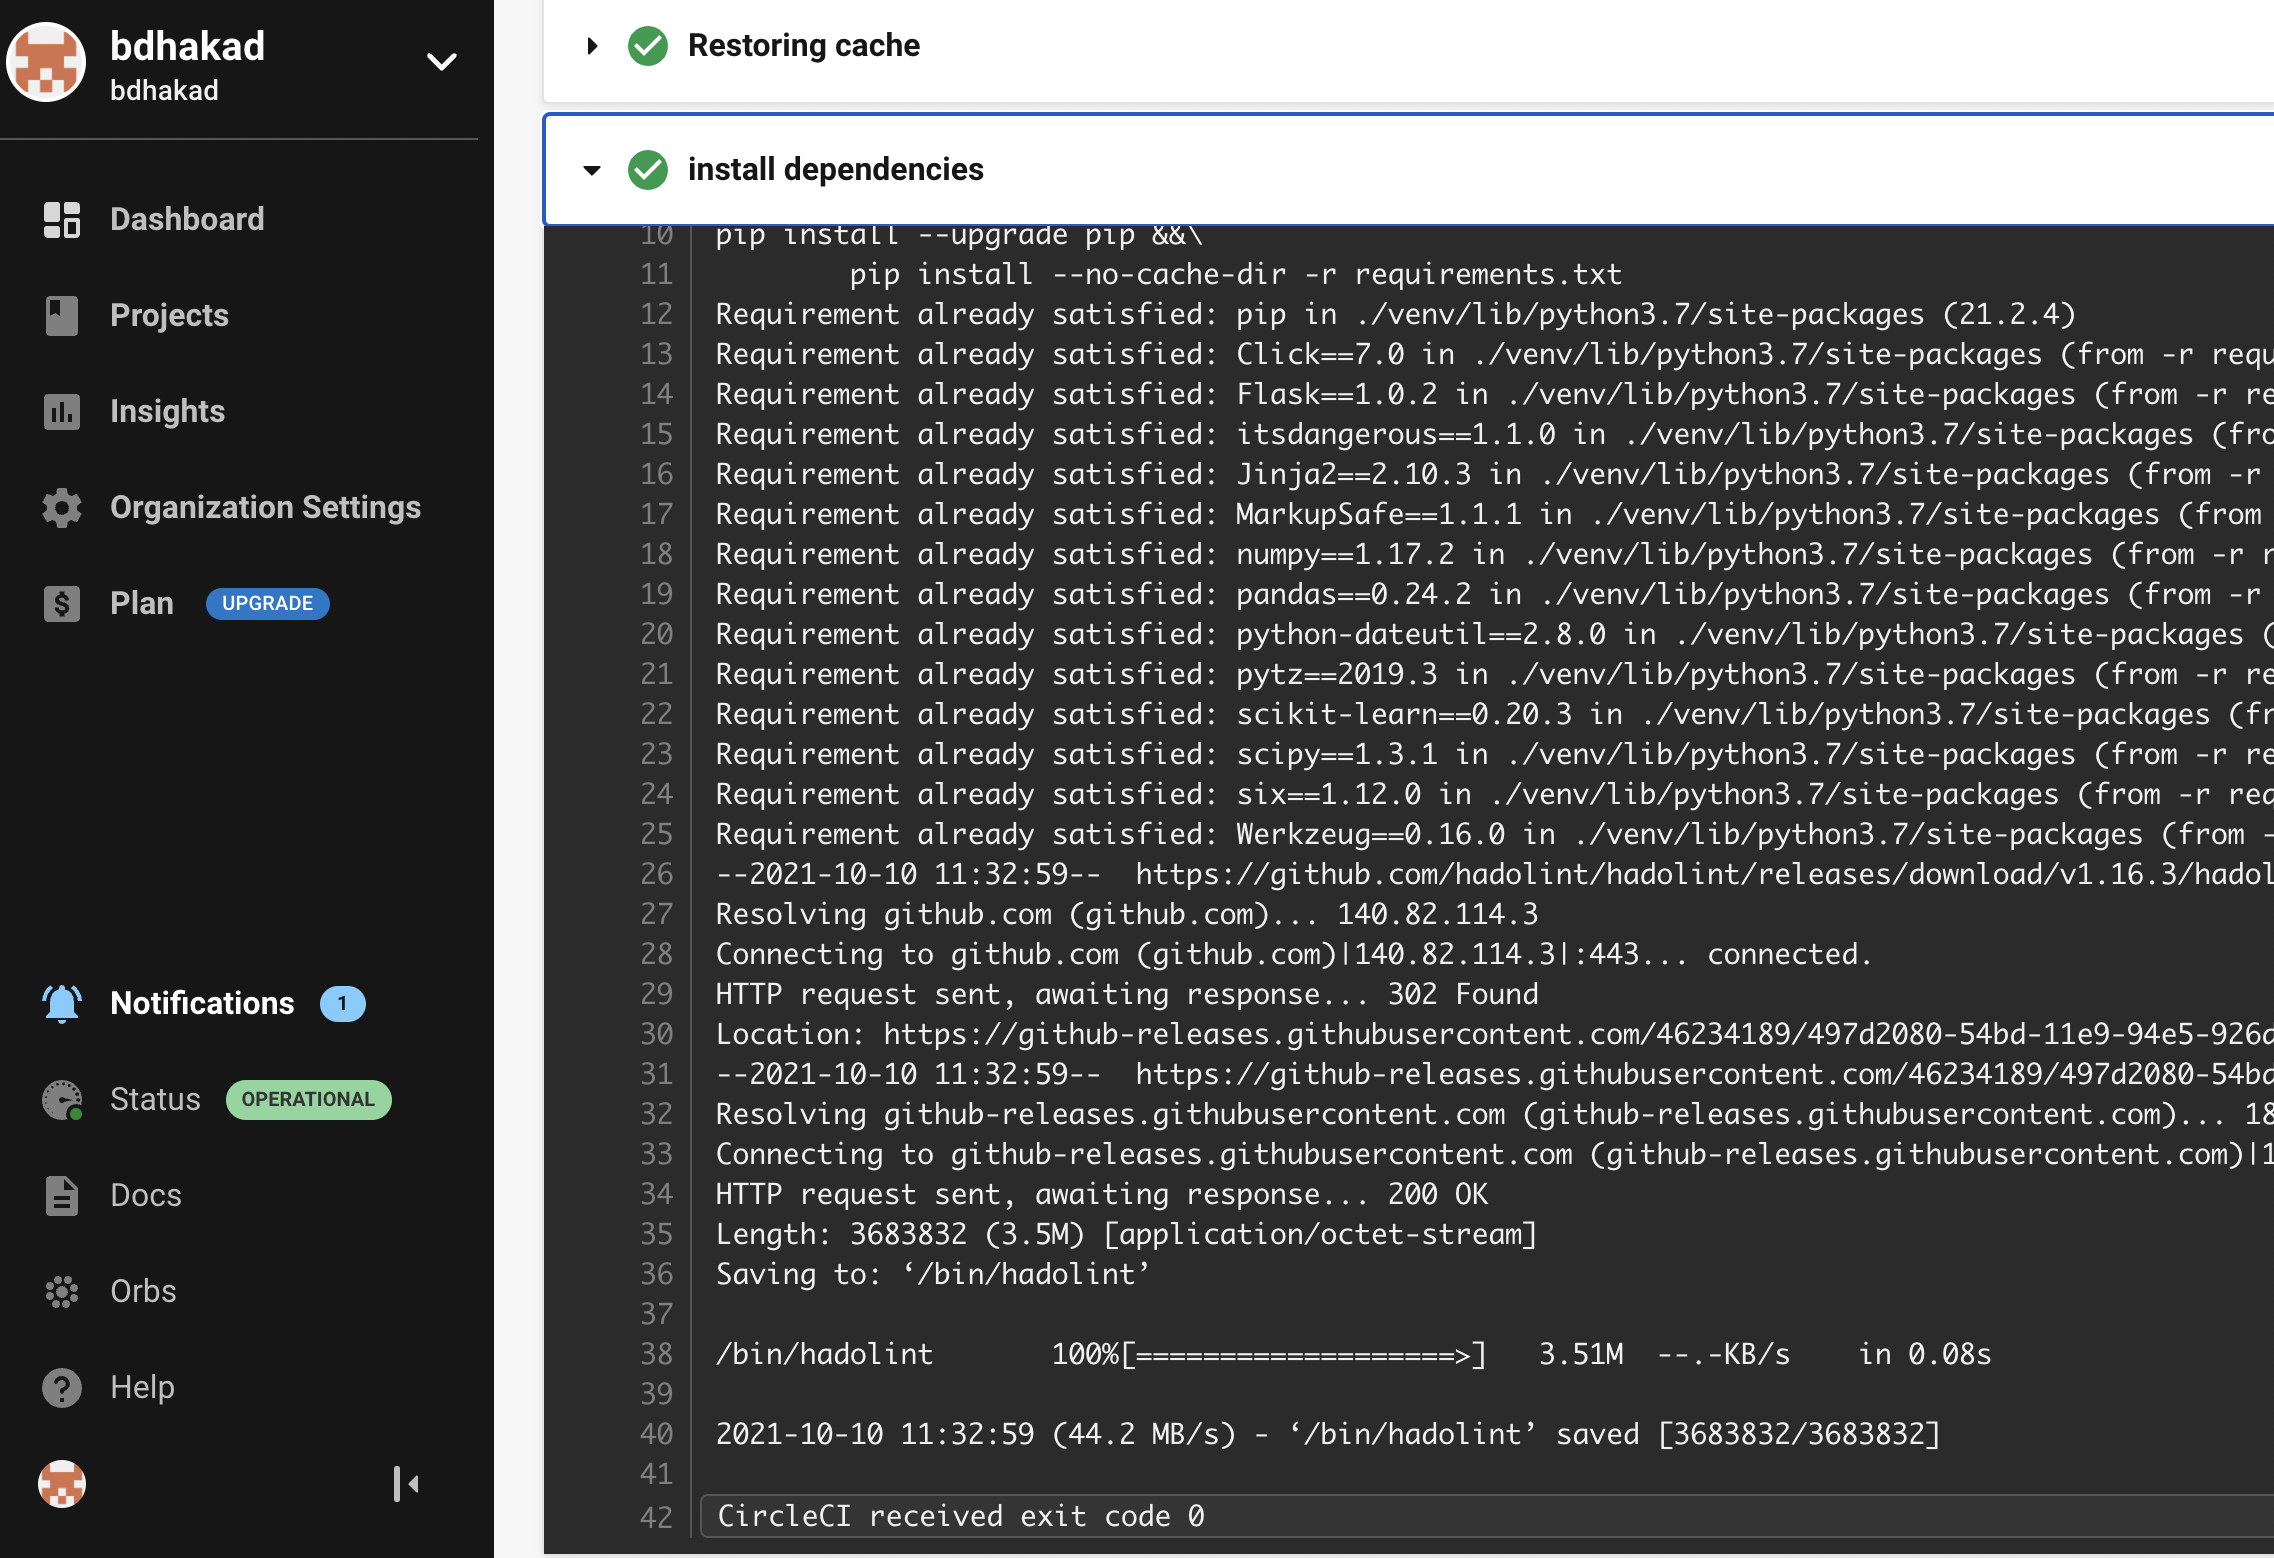 bdhakad
bdhakad
Dashboard
Projects
Insights
Organization Settings
Plan UPGRADE
Notifications 1
Status OPERATIONAL
Docs
Orbs
Help
Restoring cache
install dependencies
10 pip install --upgrade pip &&\
11 pip install --no-cache-dir -r requirements.txt
12 Requirement already satisfied: pip in ./venv/lib/python3.7/site-packages (21.2.4)
13 Requirement already satisfied: Click==7.0 in ./venv/lib/python3.7/site-packages (from -r requ
14 Requirement already satisfied: Flask==1.0.2 in ./venv/lib/python3.7/site-packages (from -r re
15 Requirement already satisfied: itsdangerous==1.1.0 in ./venv/lib/python3.7/site-packages (fro
16 Requirement already satisfied: Jinja2==2.10.3 in ./venv/lib/python3.7/site-packages (from -r
17 Requirement already satisfied: MarkupSafe==1.1.1 in ./venv/lib/python3.7/site-packages (from
18 Requirement already satisfied: numpy==1.17.2 in ./venv/lib/python3.7/site-packages (from -r r
19 Requirement already satisfied: pandas==0.24.2 in ./venv/lib/python3.7/site-packages (from -r
20 Requirement already satisfied: python-dateutil==2.8.0 in ./venv/lib/python3.7/site-packages (
21 Requirement already satisfied: pytz==2019.3 in ./venv/lib/python3.7/site-packages (from -r re
22 Requirement already satisfied: scikit-learn==0.20.3 in ./venv/lib/python3.7/site-packages (fr
23 Requirement already satisfied: scipy==1.3.1 in ./venv/lib/python3.7/site-packages (from -r re
24 Requirement already satisfied: six==1.12.0 in ./venv/lib/python3.7/site-packages (from -r req
25 Requirement already satisfied: Werkzeug==0.16.0 in ./venv/lib/python3.7/site-packages (from -
26 --2021-10-10 11:32:59-- https://github.com/hadolint/hadolint/releases/download/v1.16.3/hadol
27 Resolving github.com (github.com)... 140.82.114.3
28 Connecting to github.com (github.com)|140.82.114.3|:443... connected.
29 HTTP request sent, awaiting response... 302 Found
30 Location: https://github-releases.githubusercontent.com/46234189/497d2080-54bd-11e9-94e5-926
31 --2021-10-10 11:32:59-- https://github-releases.githubusercontent.com/46234189/497d2080-54bd
32 Resolving github-releases.githubusercontent.com (github-releases.githubusercontent.com)... 18
33 Connecting to github-releases.githubusercontent.com (github-releases.githubusercontent.com)|1
34 HTTP request sent, awaiting response... 200 OK
35 Length: 3683832 (3.5M) [application/octet-stream]
36 Saving to: ‘/bin/hadolint’
37
38 /bin/hadolint 100%[===================>] 3.51M --.-KB/s in 0.08s
39
40 2021-10-10 11:32:59 (44.2 MB/s) - ‘/bin/hadolint’ saved [3683832/3683832]
41
42 CircleCI received exit code 0